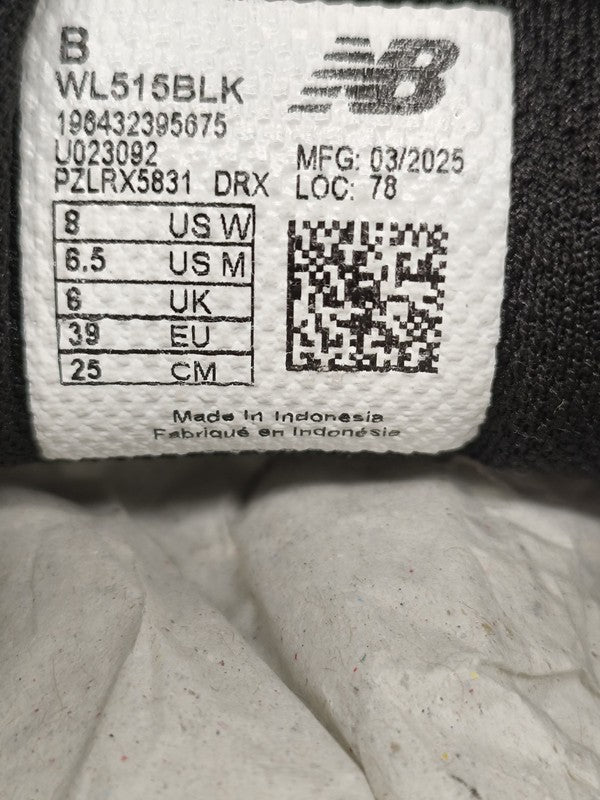 B
WL515BLK
NB
196432395675
U023092
PZLRX5831 DRX
MFG: 03/2025
LOC: 78
8 US W
6.5 US M
6 UK
39 EU
25 CM
Made In Indonesia
Fabriqué en Indonésie